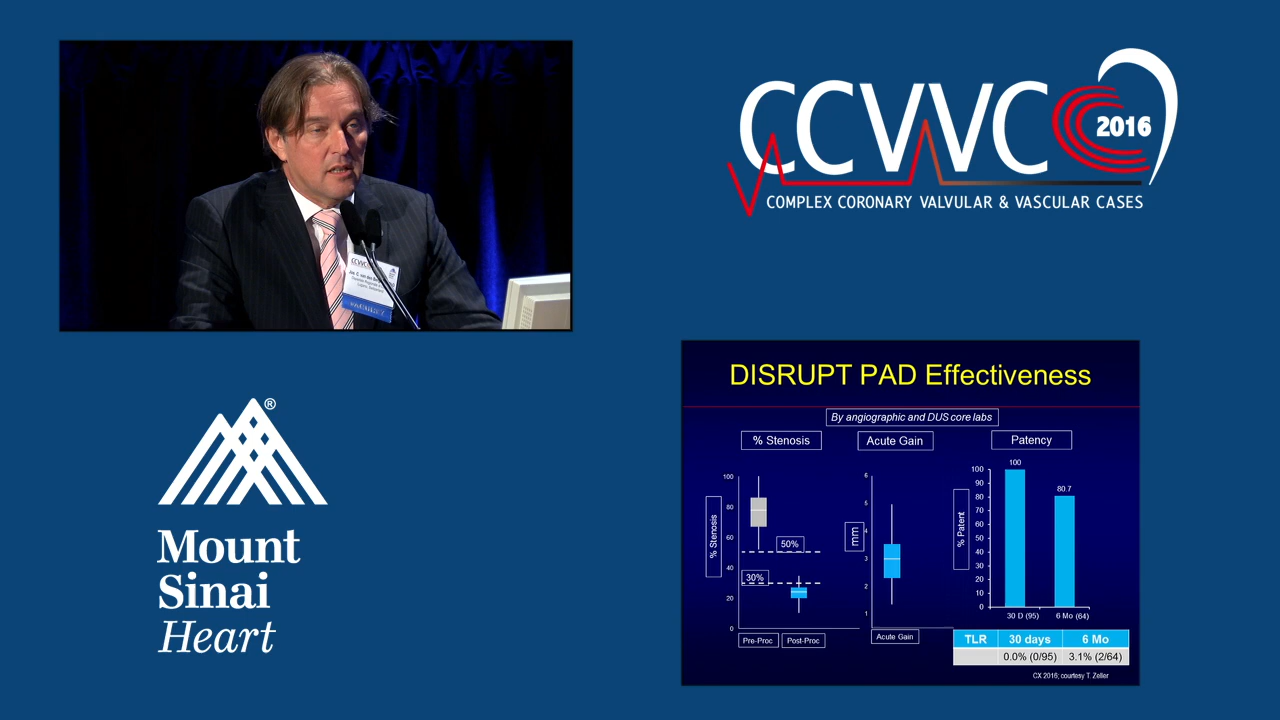 CCVVC
2016
COMPLEX CORONARY VALVULAR & VASCULAR CASES
CCVVC
Mount
Sinai
Heart
®
DISRUPT PAD Effectiveness
By angiographic and DUS core labs
% Stenosis
Acute Gain
Patency
% Stenosis
100
80
60
40
20
0
50%
30%
Pre-Proc
Post-Proc
mm
6
5
4
3
2
1
Acute Gain
% Patent
100
90
80
70
60
50
40
30
20
10
0
100
80.7
30 D (95)
6 Mo (64)
TLR 30 days 6 Mo
0.0% (0/95) 3.1% (2/64)
CX 2016; courtesy T. Zeller